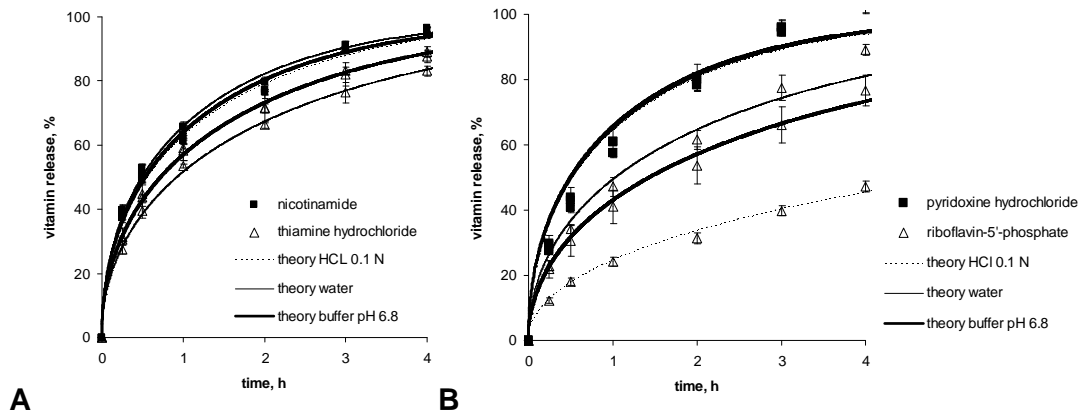 100
80
60
40
20
0
vitamin release, %
nicotinamide
thiamine hydrochloride
theory HCL 0.1 N
theory water
theory buffer pH 6.8
0 1 2 3 4
time, h
A
100
80
60
40
20
0
vitamin release, %
pyridoxine hydrochloride
riboflavin-5'-phosphate
theory HCl 0.1 N
theory water
theory buffer pH 6.8
0 1 2 3 4
time, h
B